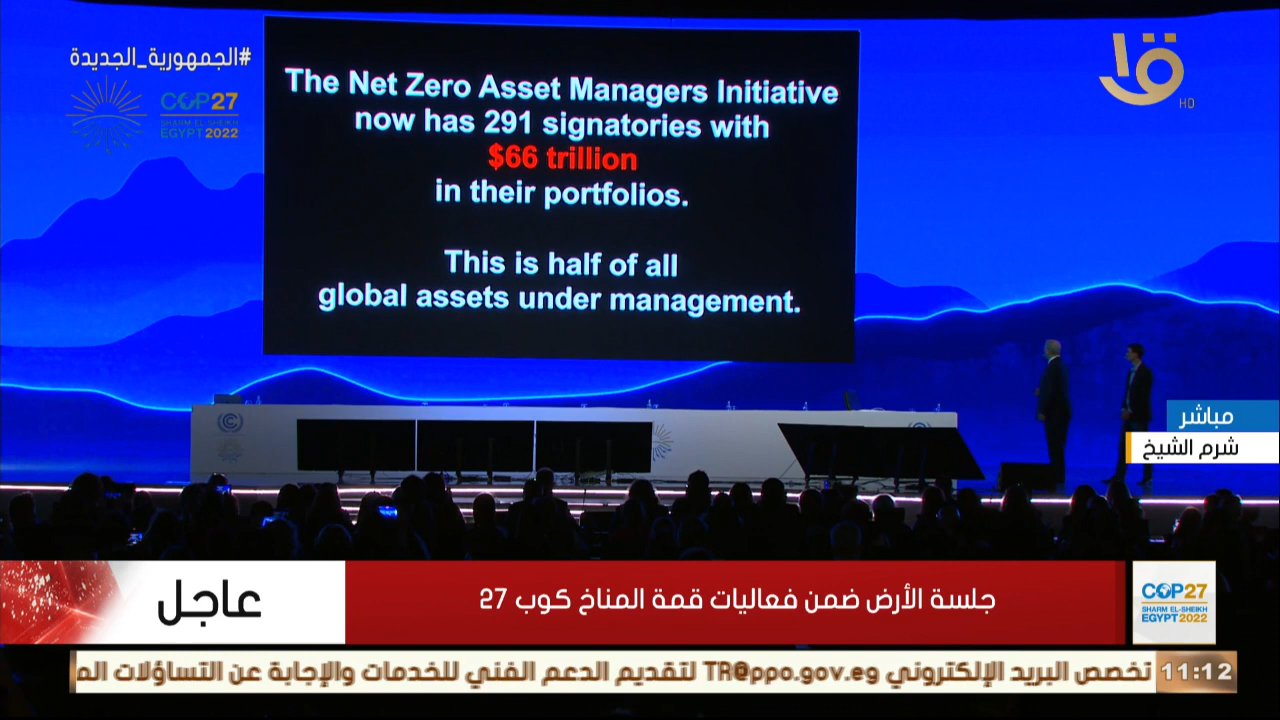 #الجمهورية_الجديدة
COP27
SHARM EL-SHEIKH
EGYPT 2022
HD
The Net Zero Asset Managers Initiative
now has 291 signatories with
$66 trillion
in their portfolios.
This is half of all
global assets under management.
مباشر
شرم الشيخ
عاجل
جلسة الأرض ضمن فعاليات قمة المناخ كوب 27
COP27
SHARM EL-SHEIKH
EGYPT 2022
11:12
تخصص البريد الإلكتروني TR@ppo.gov.eg لتقديم الدعم الفني للخدمات والإجابة عن التساؤلات الم